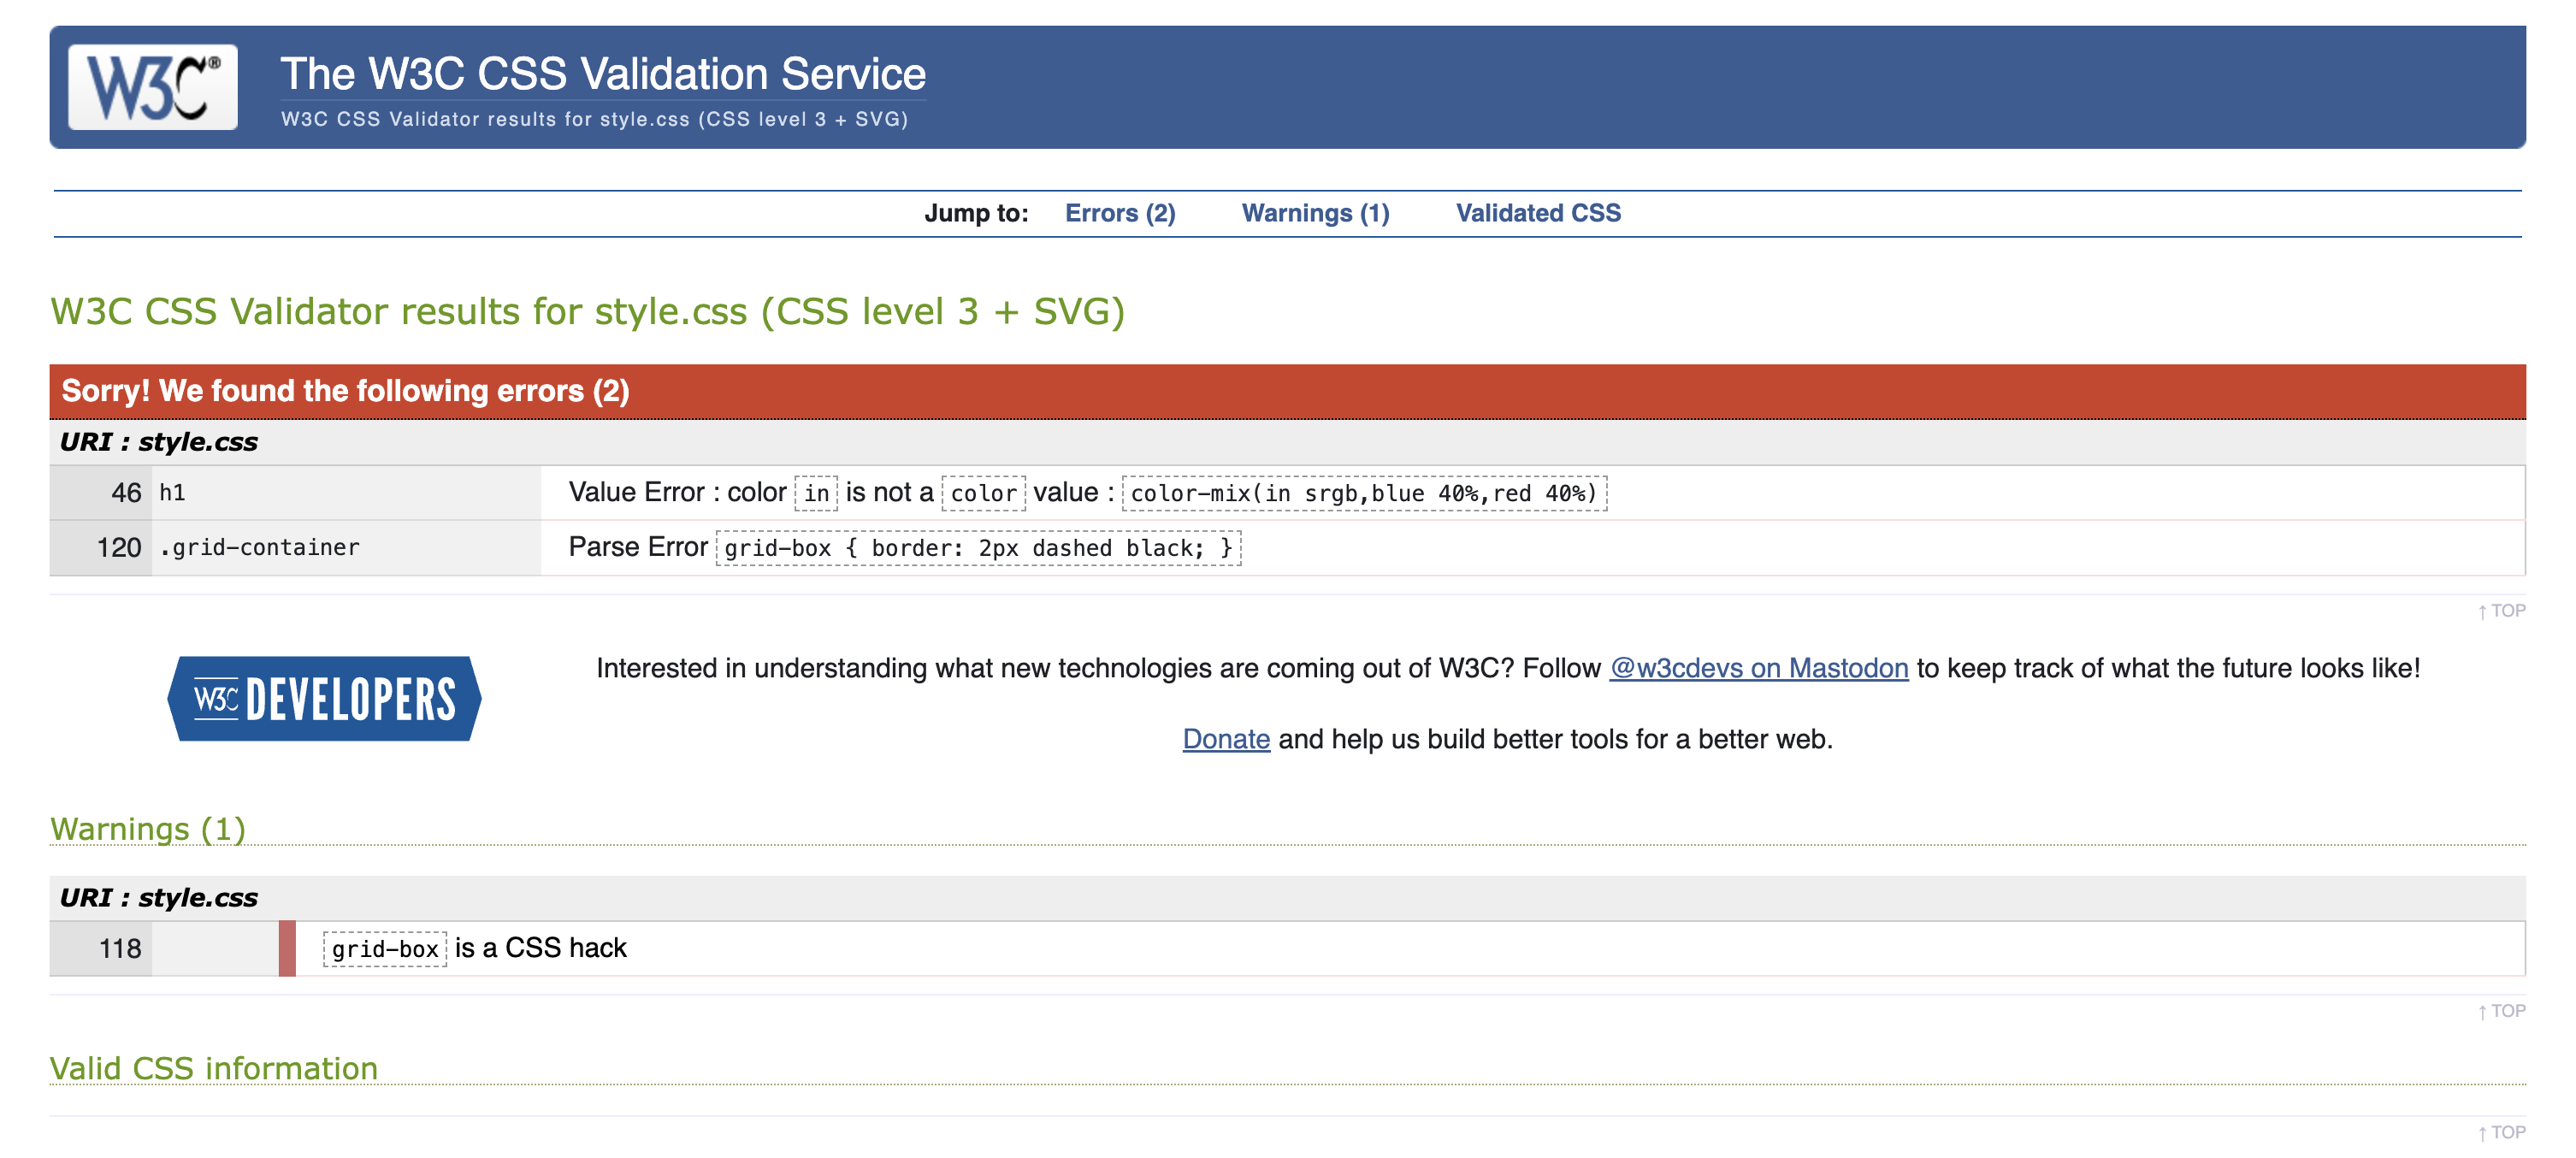 W3C®
The W3C CSS Validation Service
W3C CSS Validator results for style.css (CSS level 3 + SVG)
Jump to: Errors (2) Warnings (1) Validated CSS
W3C CSS Validator results for style.css (CSS level 3 + SVG)
Sorry! We found the following errors (2)
URI : style.css
46 h1 Value Error : color in is not a color value : color-mix(in srgb,blue 40%,red 40%)
120 .grid-container Parse Error grid-box { border: 2px dashed black; }
↑ TOP
W3C DEVELOPERS
Interested in understanding what new technologies are coming out of W3C? Follow @w3cdevs on Mastodon to keep track of what the future looks like!
Donate and help us build better tools for a better web.
Warnings (1)
URI : style.css
118 grid-box is a CSS hack
↑ TOP
Valid CSS information
↑ TOP